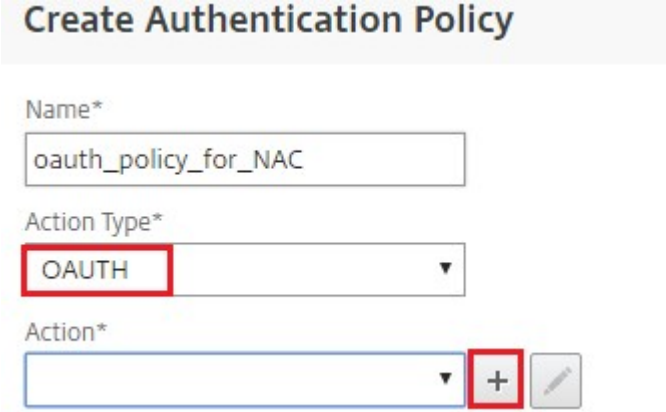 Create Authentication Policy
Name*
oauth_policy_for_NAC
Action Type*
OAUTH
Action*
+